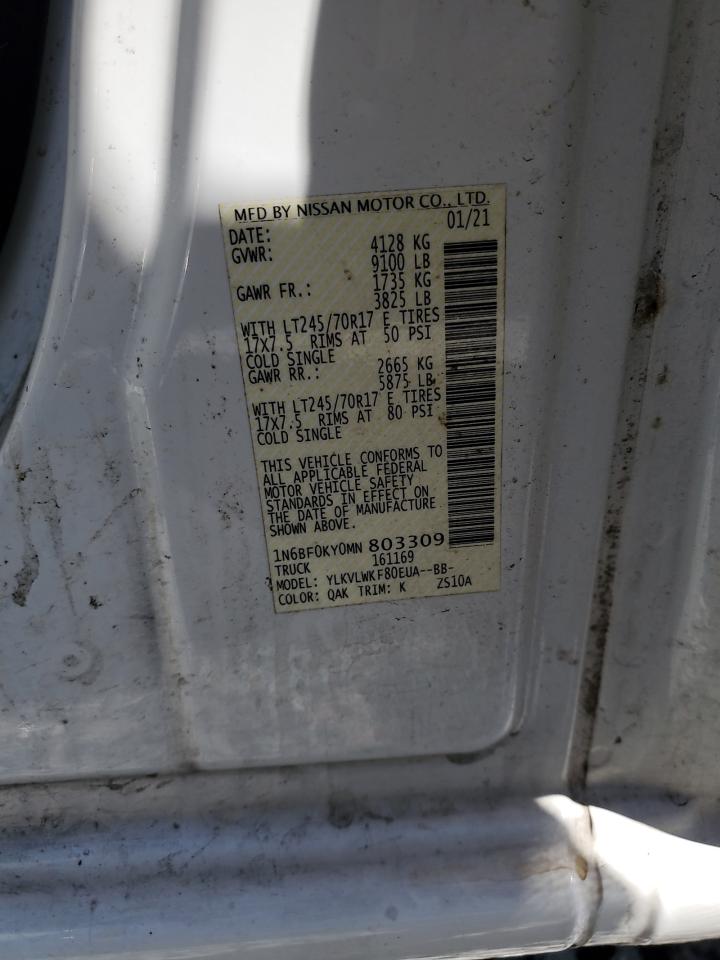 MFD BY NISSAN MOTOR CO., LTD.
DATE: 01/21
GVWR: 4128 KG
9100 LB
GAWR FR.: 1735 KG
3825 LB
WITH LT245/70R17 E TIRES
17X7.5 RIMS AT 50 PSI
COLD SINGLE
GAWR RR.: 2665 KG
5875 LB
WITH LT245/70R17 E TIRES
17X7.5 RIMS AT 80 PSI
COLD SINGLE
THIS VEHICLE CONFORMS TO
ALL APPLICABLE FEDERAL
MOTOR VEHICLE SAFETY
STANDARDS IN EFFECT ON
THE DATE OF MANUFACTURE
SHOWN ABOVE.
1N6BF0KY0MN 803309
TRUCK 161169
MODEL: YLKVLWKF80EUA--BB-
COLOR: QAK TRIM: K ZS10A